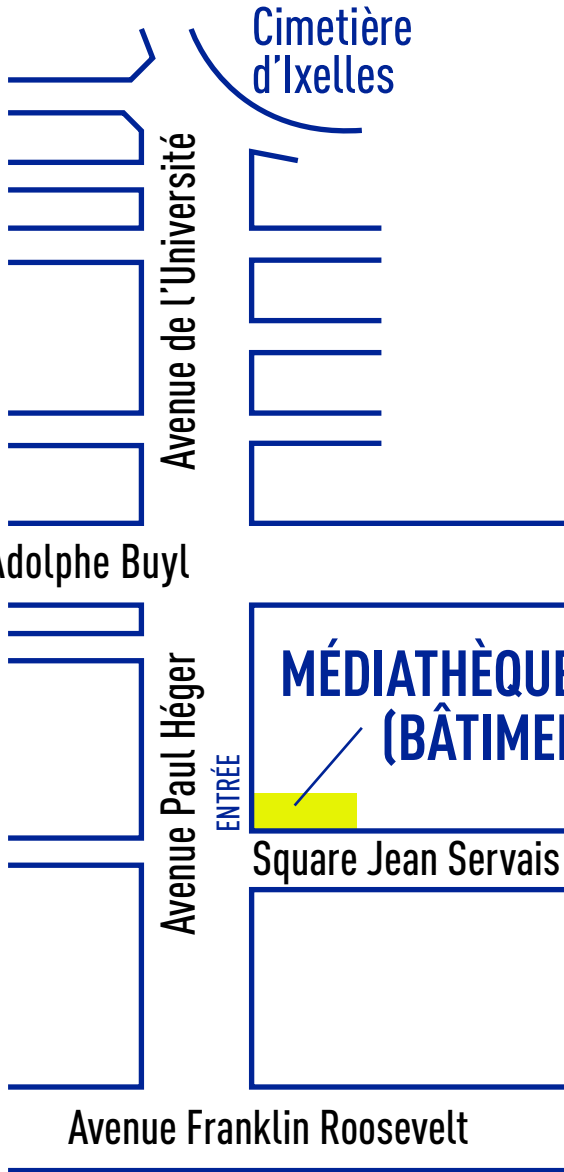 Cimetière
d'Ixelles
Avenue de l'Université
Adolphe Buyl
MÉDIATHÈQUE
(BÂTIME
Avenue Paul Héger
ENTRÉE
Square Jean Servais
Avenue Franklin Roosevelt